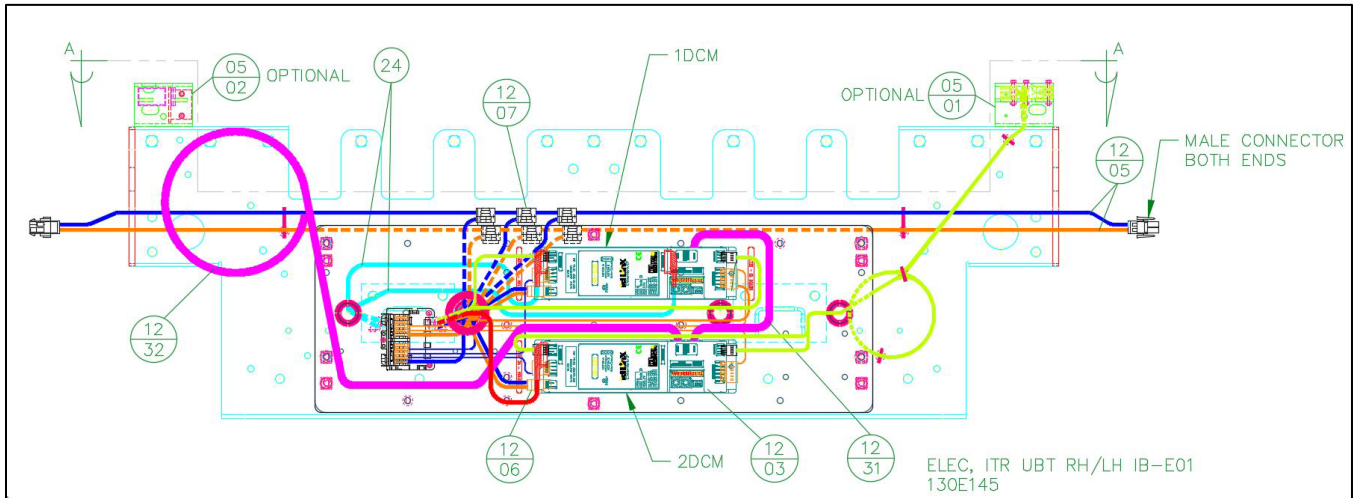 A
05
02
OPTIONAL
24
12
07
1DCM
OPTIONAL
05
01
A
12
05
MALE CONNECTOR
BOTH ENDS
12
32
12
06
2DCM
12
03
12
31
ELEC, ITR UBT RH/LH IB-E01
130E145